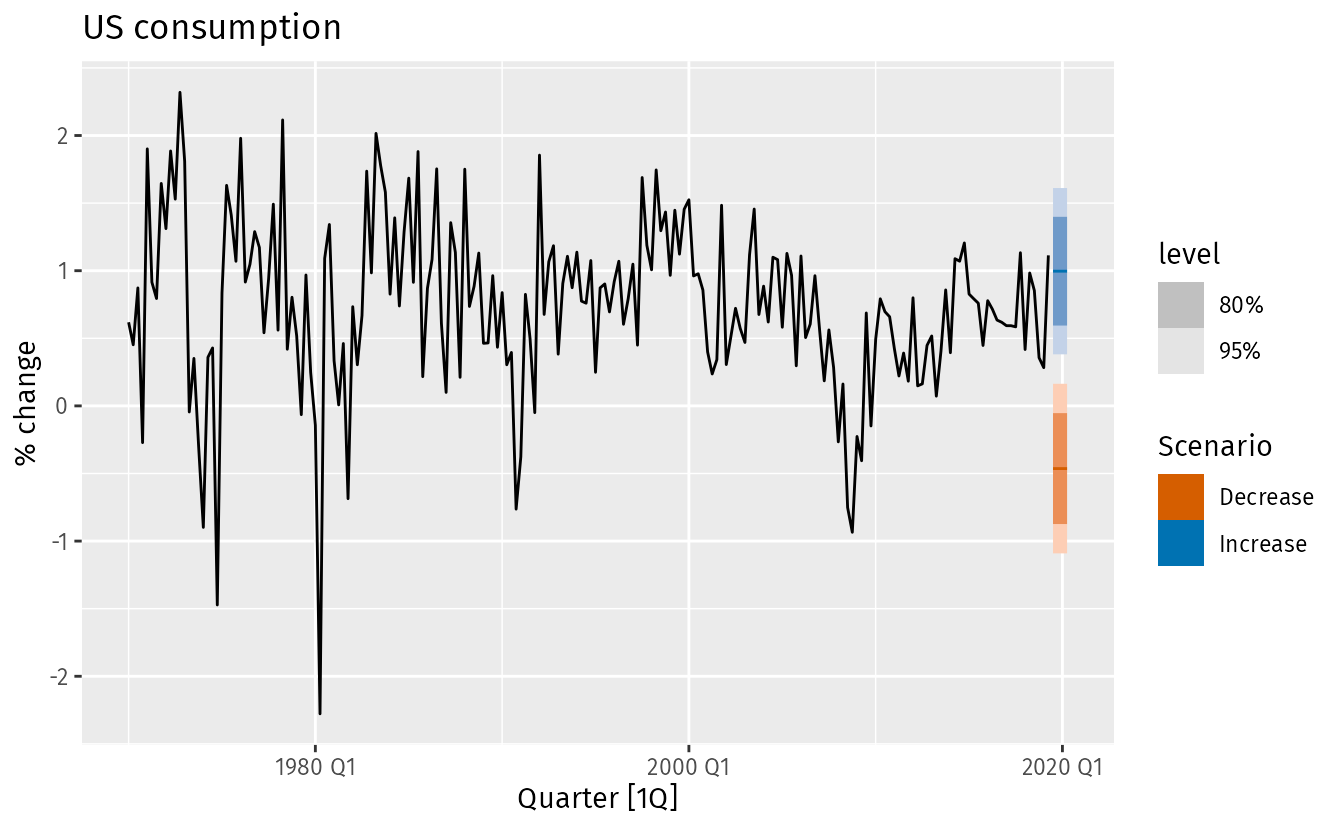 US consumption
% change
2
1
0
-1
-2
1980 Q1
2000 Q1
2020 Q1
Quarter [1Q]
level
80%
95%
Scenario
Decrease
Increase